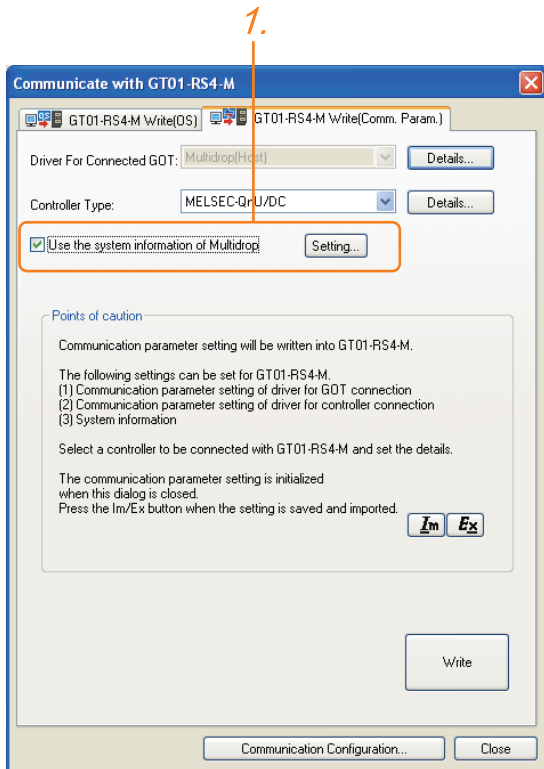 1.
Communicate with GT01-RS4-M
GT01-RS4-M Write(OS) GT01-RS4-M Write(Comm. Param.)
Driver For Connected GOT: Multidrop(Host) Details...
Controller Type: MELSEC-QnU/DC Details...
Use the system information of Multidrop Setting...
Points of caution
Communication parameter setting will be written into GT01-RS4-M.
The following settings can be set for GT01-RS4-M.
(1) Communication parameter setting of driver for GOT connection
(2) Communication parameter setting of driver for controller connection
(3) System information
Select a controller to be connected with GT01-RS4-M and set the details.
The communication parameter setting is initialized
when this dialog is closed.
Press the Im/Ex button when the setting is saved and imported.
Im Ex
Write
Communication Configuration... Close